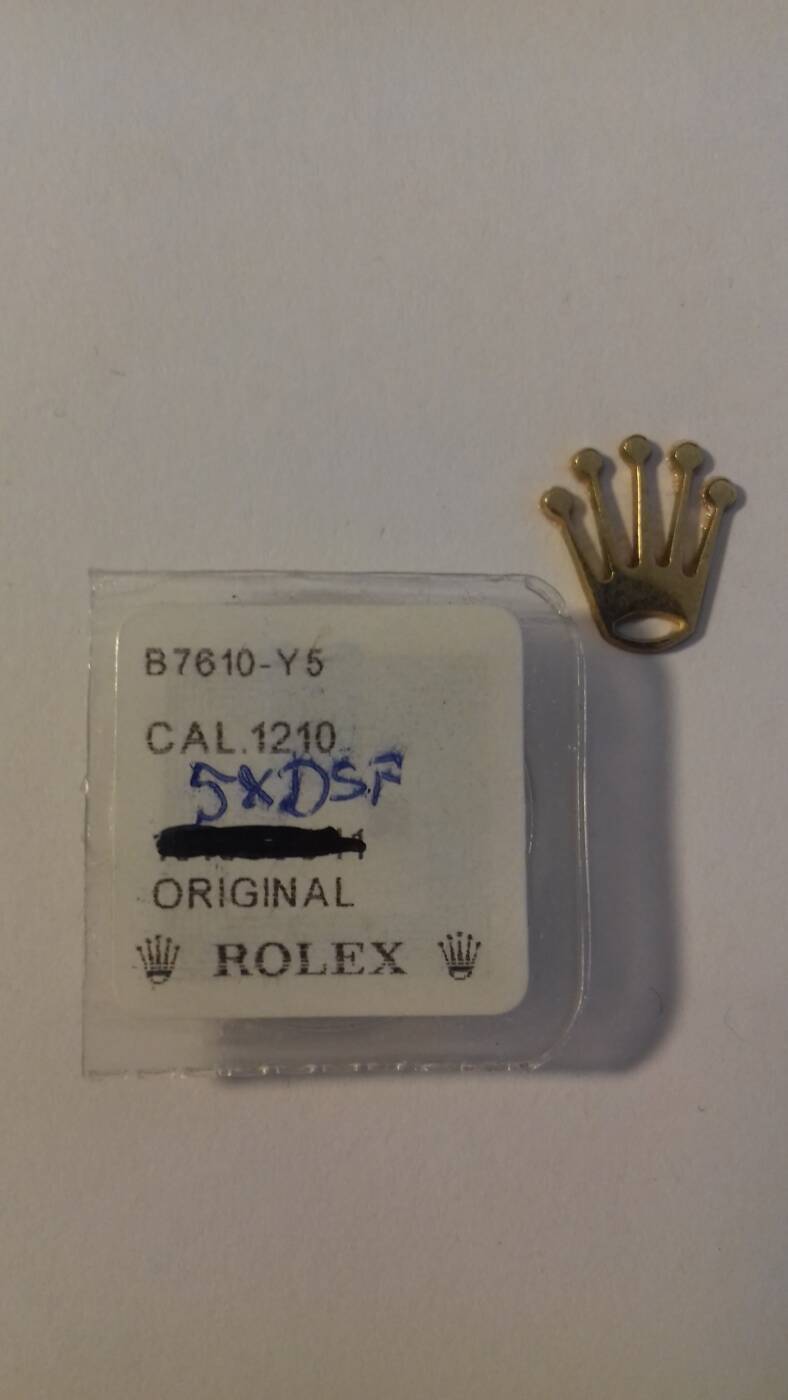 B7610-Y5
CAL.1210
5XDSF
ORIGINAL
ROLEX